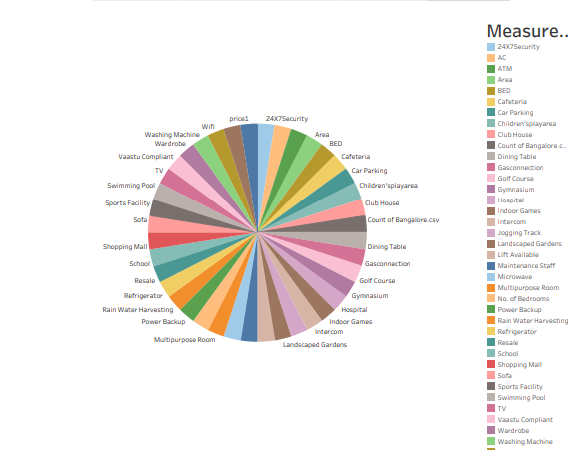 Measure..
24X7Security
AC
ATM
Area
BED
Cafeteria
Car Parking
Children'splayarea
Club House
Count of Bangalore.c..
Dining Table
Gasconnection
Golf Course
Gymnasium
Hospital
Indoor Games
Intercom
Jogging Track
Landscaped Gardens
Lift Available
Maintenance Staff
Microwave
Multipurpose Room
No. of Bedrooms
Power Backup
Rain Water Harvesting
Refrigerator
Resale
School
Shopping Mall
Sofa
Sports Facility
Swimming Pool
TV
Vaastu Compliant
Wardrobe
Washing Machine
price1
24X7Security
Wifi
Area
Washing Machine
BED
Wardrobe
Cafeteria
Vaastu Compliant
Car Parking
TV
Children'splayarea
Swimming Pool
Club House
Sports Facility
Count of Bangalore.csv
Sofa
Dining Table
Shopping Mall
Gasconnection
School
Golf Course
Resale
Gymnasium
Refrigerator
Hospital
Rain Water Harvesting
Indoor Games
Power Backup
Intercom
Multipurpose Room
Landscaped Gardens